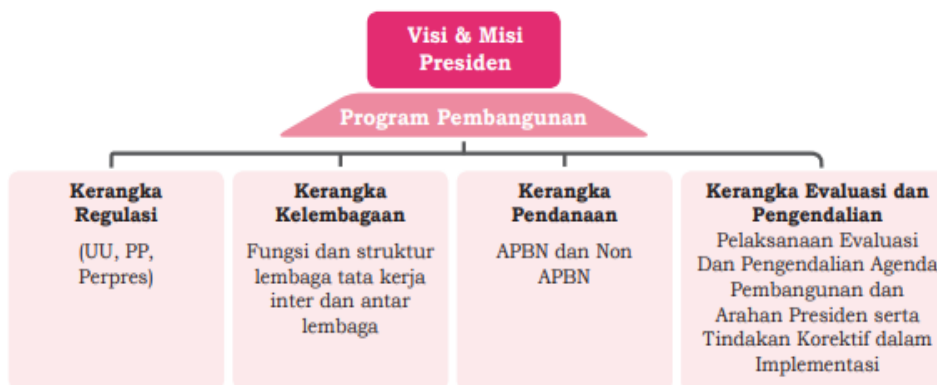 Visi & Misi
Presiden
Program Pembangunan
Kerangka
Regulasi
(UU, PP,
Perpres)
Kerangka
Kelembagaan
Fungsi dan struktur
lembaga tata kerja
inter dan antar
lembaga
Kerangka
Pendanaan
APBN dan Non
APBN
Kerangka Evaluasi dan
Pengendalian
Pelaksanaan Evaluasi
Dan Pengendalian Agenda
Pembangunan dan
Arahan Presiden serta
Tindakan Korektif dalam
Implementasi